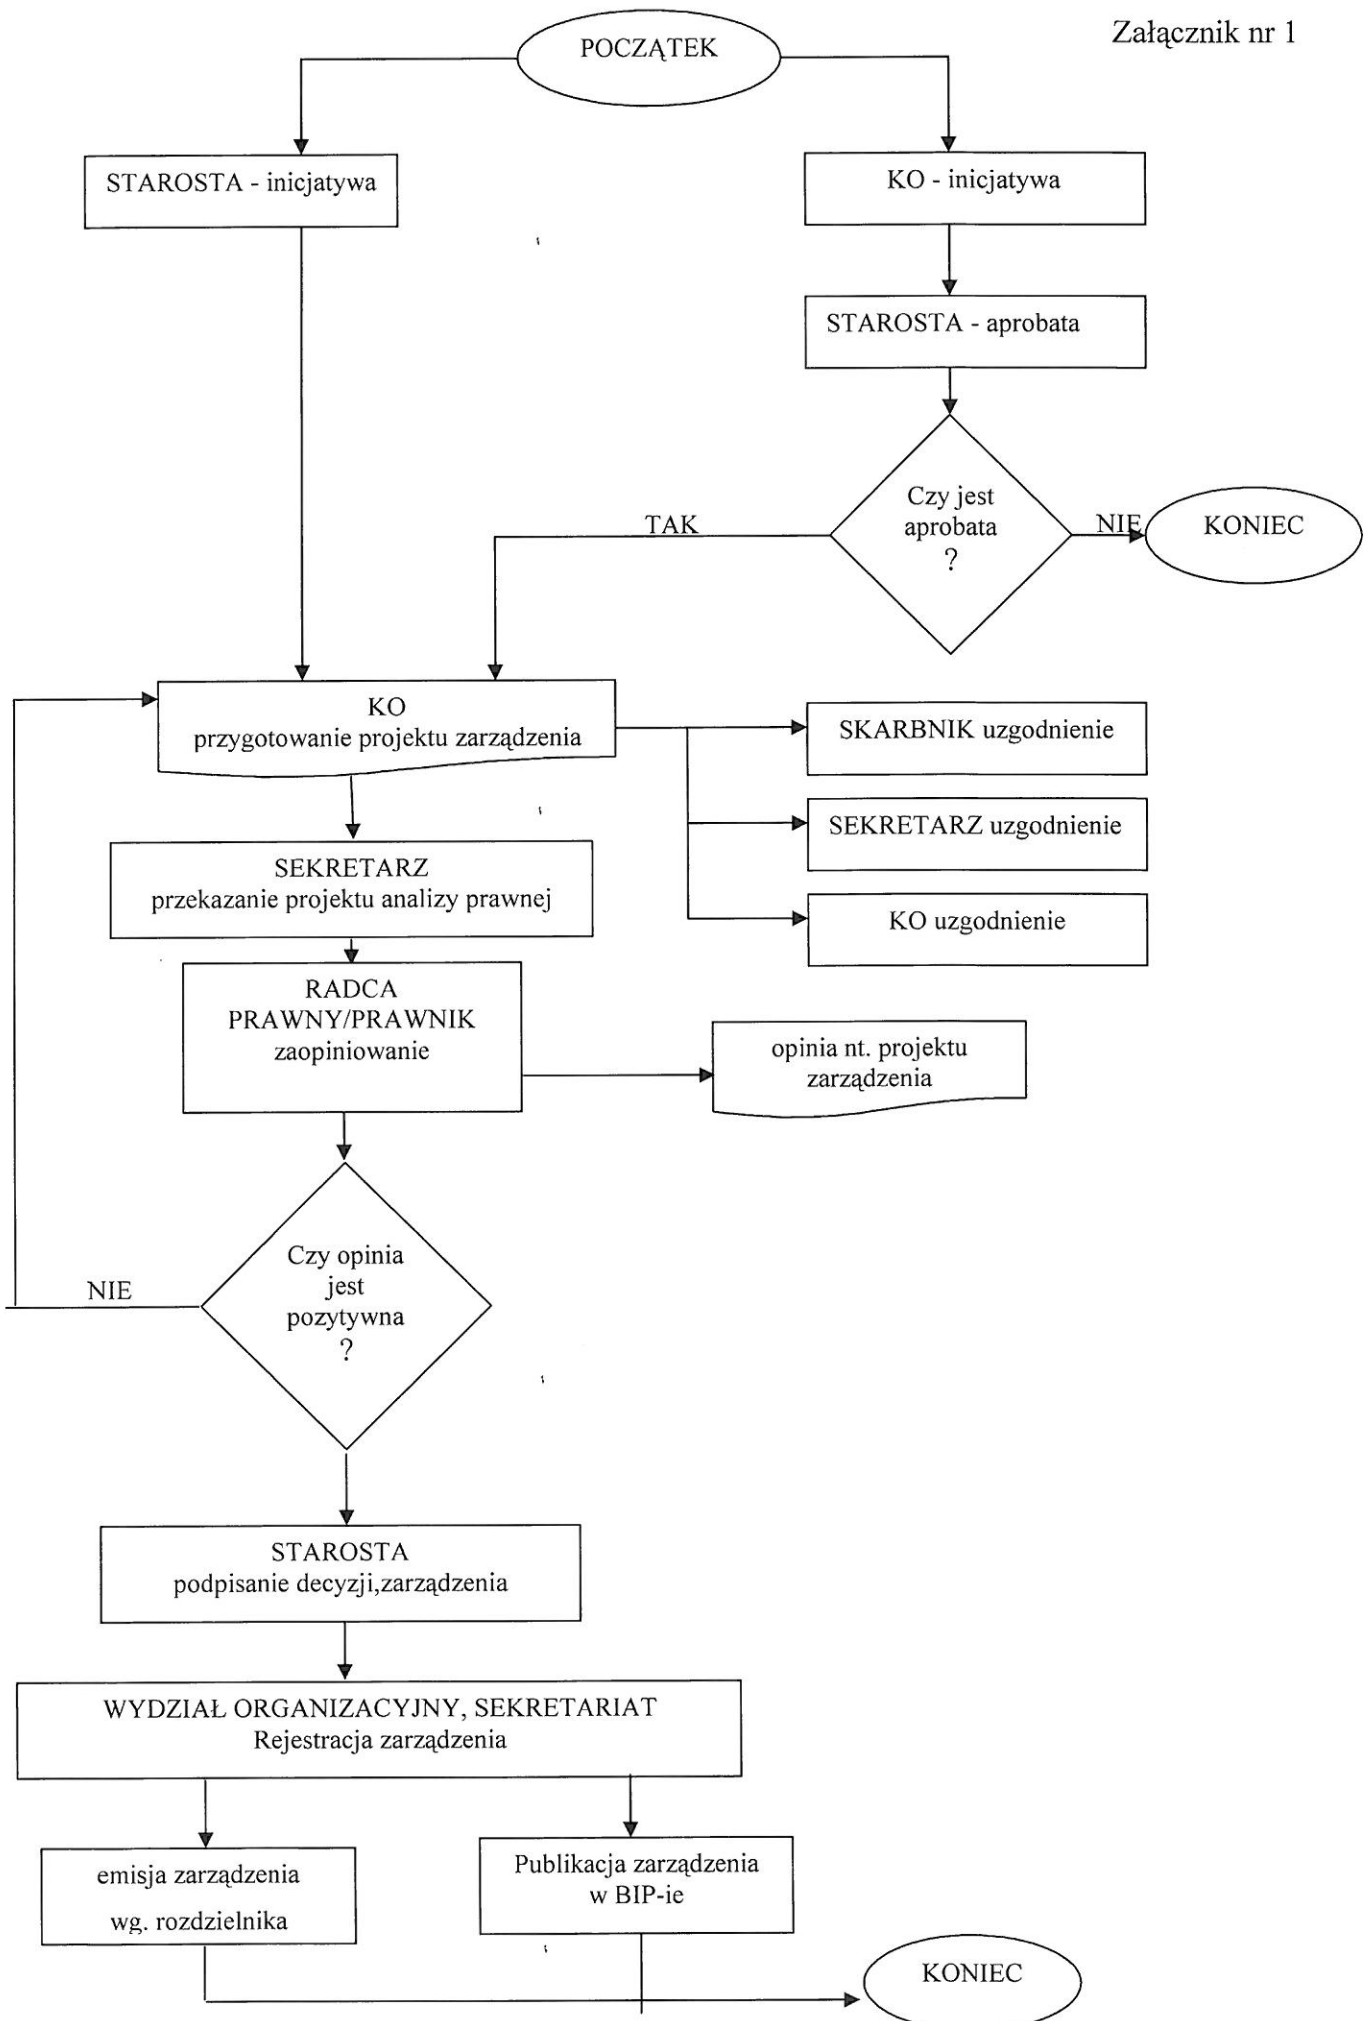 Załącznik nr 1
POCZĄTEK
STAROSTA - inicjatywa
KO - inicjatywa
STAROSTA - aprobata
Czy jest
aprobata
?
TAK
NIE
KONIEC
KO
przygotowanie projektu zarządzenia
SKARBNIK uzgodnienie
SEKRETARZ uzgodnienie
KO uzgodnienie
SEKRETARZ
przekazanie projektu analizy prawnej
RADCA
PRAWNY/PRAWNIK
zaopiniowanie
opinia nt. projektu
zarządzenia
Czy opinia
jest
pozytywna
?
NIE
STAROSTA
podpisanie decyzji,zarządzenia
WYDZIAŁ ORGANIZACYJNY, SEKRETARIAT
Rejestracja zarządzenia
emisja zarządzenia
wg. rozdzielnika
Publikacja zarządzenia
w BIP-ie
KONIEC